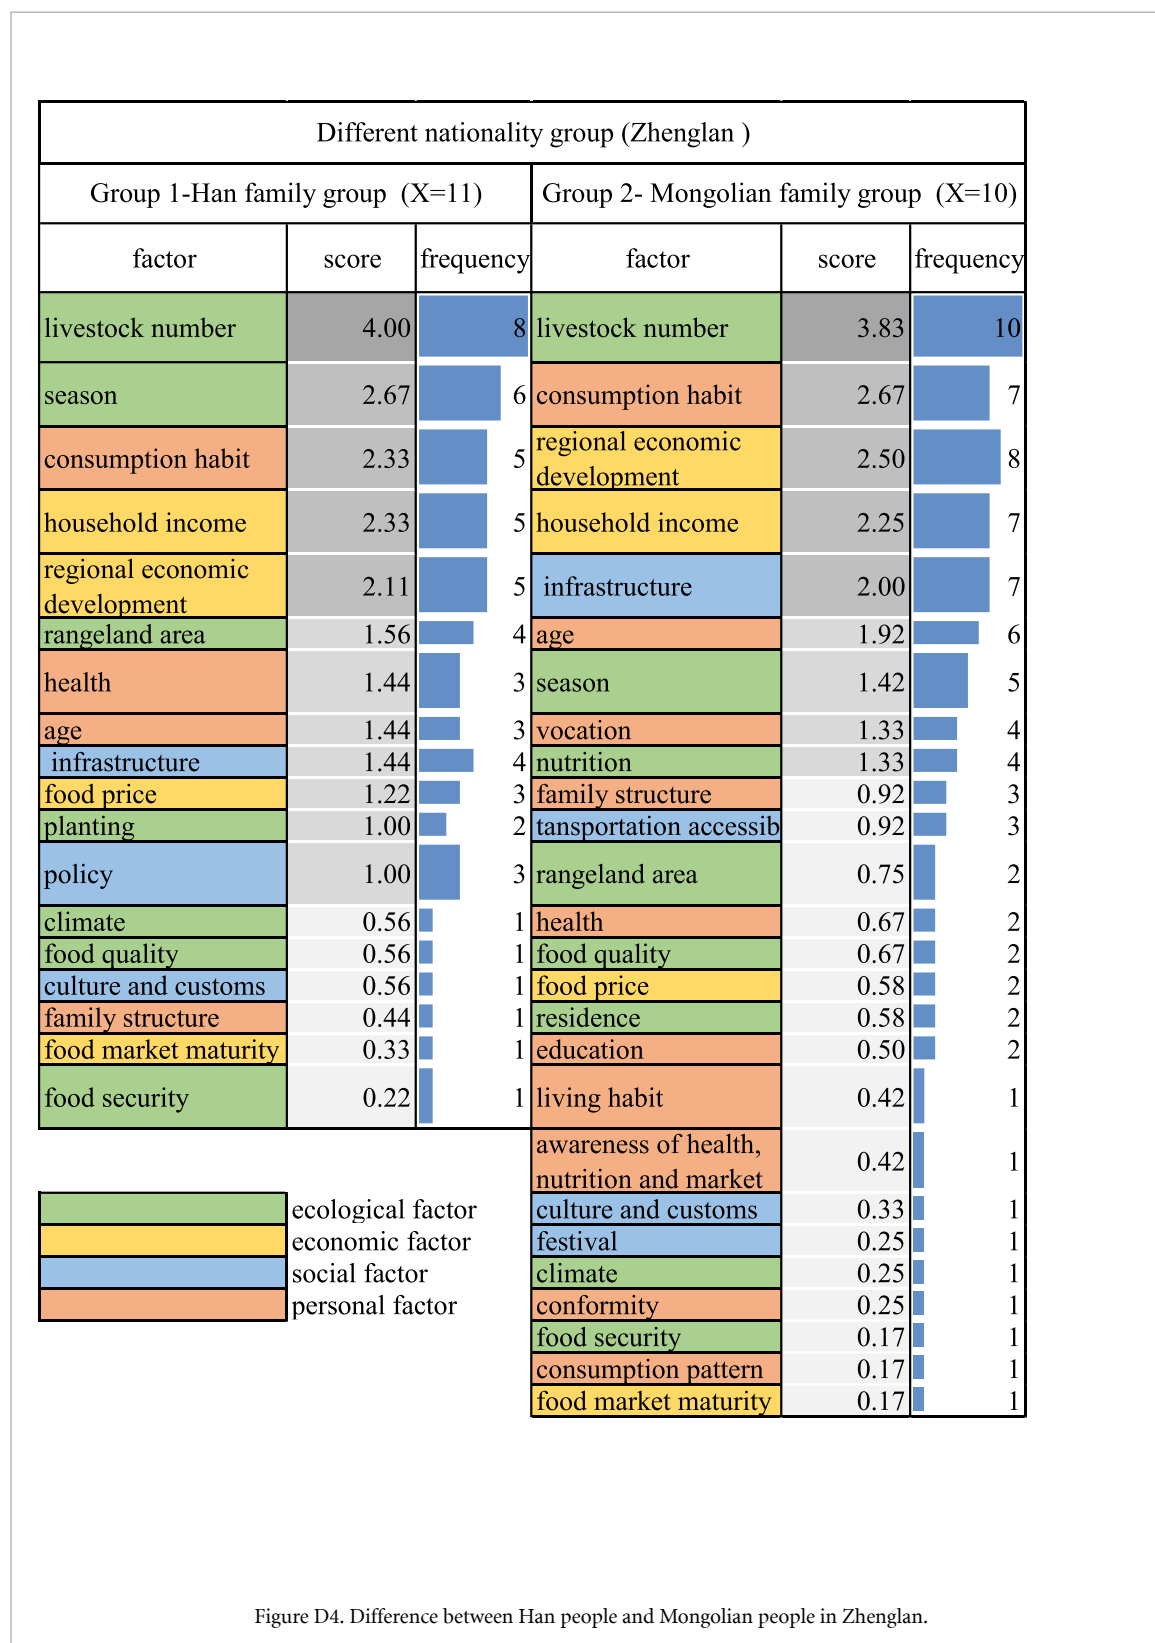 Different nationality group (Zhenglan )
Group 1-Han family group  (X=11) Group 2- Mongolian family group  (X=10)
factor score frequency factor score frequency
livestock number 4.00 8 livestock number 3.83 10
season 2.67 6 consumption habit 2.67 7
consumption habit 2.33 5 regional economic
development 2.50 8
household income 2.33 5 household income 2.25 7
regional economic
development 2.11 5 infrastructure 2.00 7
rangeland area 1.56 4 age 1.92 6
health 1.44 3 season 1.42 5
age 1.44 3 vocation 1.33 4
infrastructure 1.44 4 nutrition 1.33 4
food price 1.22 3 family structure 0.92 3
planting 1.00 2 tansportation accessib 0.92 3
policy 1.00 3 rangeland area 0.75 2
climate 0.56 1 health 0.67 2
food quality 0.56 1 food quality 0.67 2
culture and customs 0.56 1 food price 0.58 2
family structure 0.44 1 residence 0.58 2
food market maturity 0.33 1 education 0.50 2
food security 0.22 1 living habit 0.42 1
awareness of health,
nutrition and market 0.42 1
ecological factor culture and customs 0.33 1
economic factor festival 0.25 1
social factor climate 0.25 1
personal factor conformity 0.25 1
food security 0.17 1
consumption pattern 0.17 1
food market maturity 0.17 1
Figure D4. Difference between Han people and Mongolian people in Zhenglan.